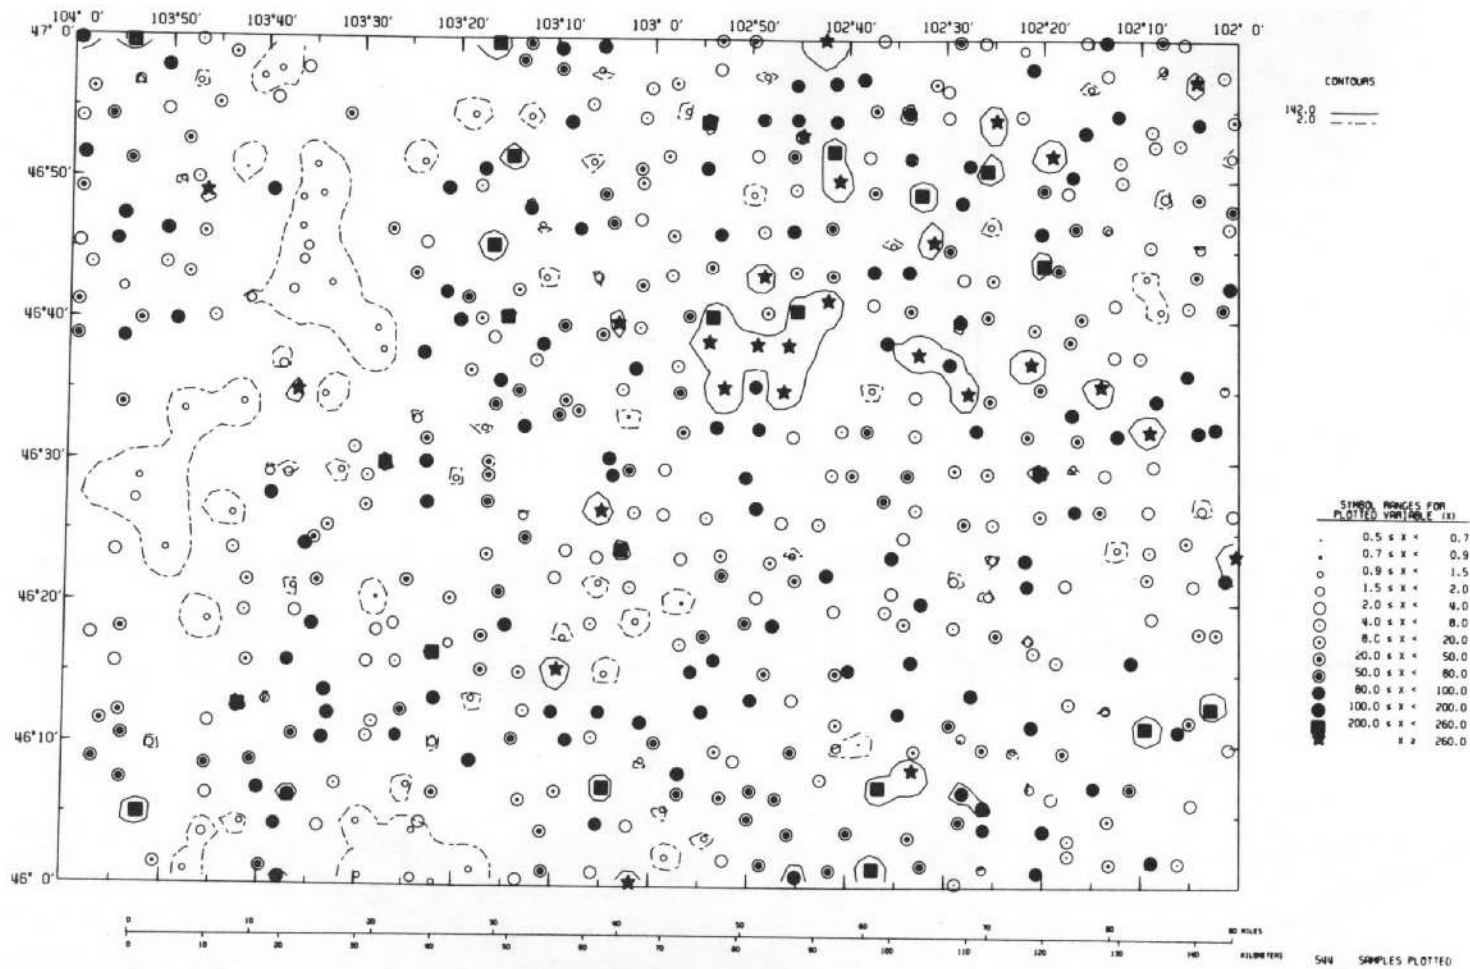 104° 0' 103°50' 103°40' 103°30' 103°20' 103°10' 103° 0' 102°50' 102°40' 102°30' 102°20' 102°10' 102° 0'
47° 0'
CONTOURS
142.0
2.0
46°50'
46°40'
46°30'
SYMBOL RANGES FOR
PLOTTED VARIABLE (X)
0.5 ≤ X < 0.7
0.7 ≤ X < 0.9
0.9 ≤ X < 1.5
1.5 ≤ X < 2.0
2.0 ≤ X < 4.0
4.0 ≤ X < 8.0
8.0 ≤ X < 20.0
20.0 ≤ X < 50.0
50.0 ≤ X < 80.0
80.0 ≤ X < 100.0
100.0 ≤ X < 200.0
200.0 ≤ X < 260.0
X ≥ 260.0
46°20'
46°10'
46° 0'
0 10 20 30 40 50 60 70 80 MILES
0 10 20 30 40 50 60 70 80 90 100 110 120 130 140 KILOMETERS
544 SAMPLES PLOTTED